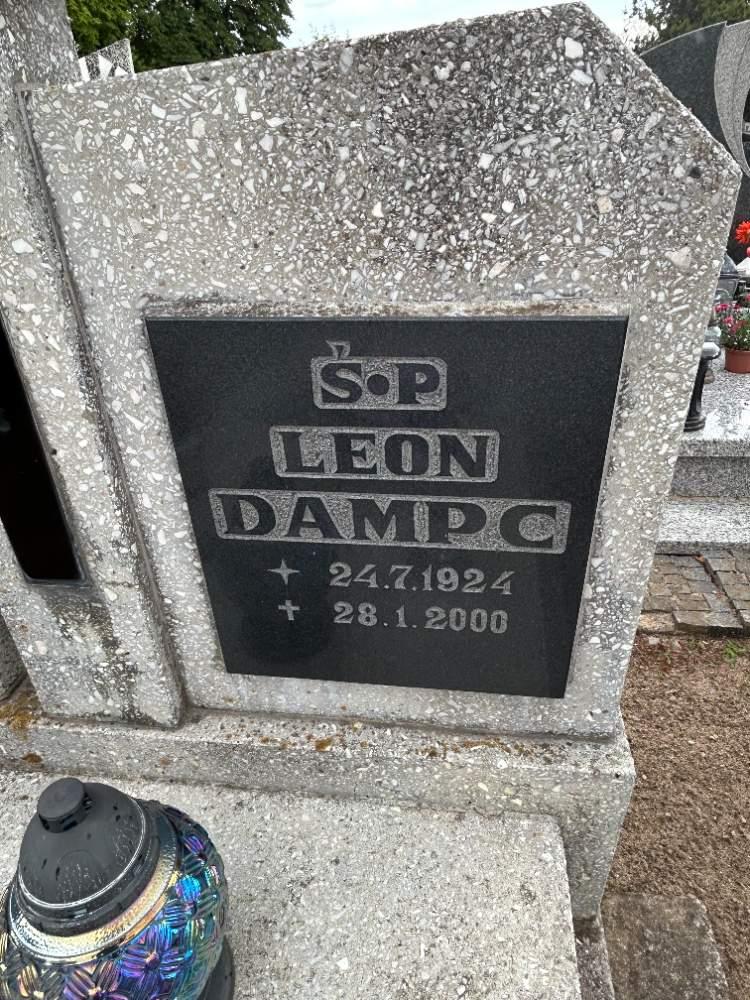 Ś•P
LEON
DAMPC
24.7.1924
28.1.2000